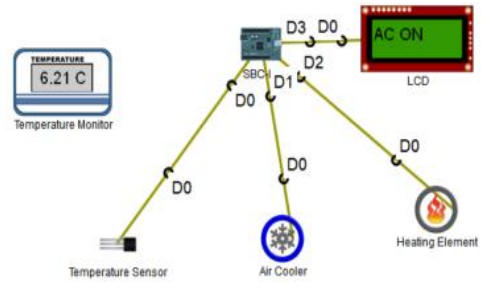 TEMPERATURE
6.21 C
Temperature Monitor
SBC-I
D3
D0
AC ON
LCD
D2
D0
D1
D0
D0
D0
Temperature Sensor
Air Cooler
Heating Element